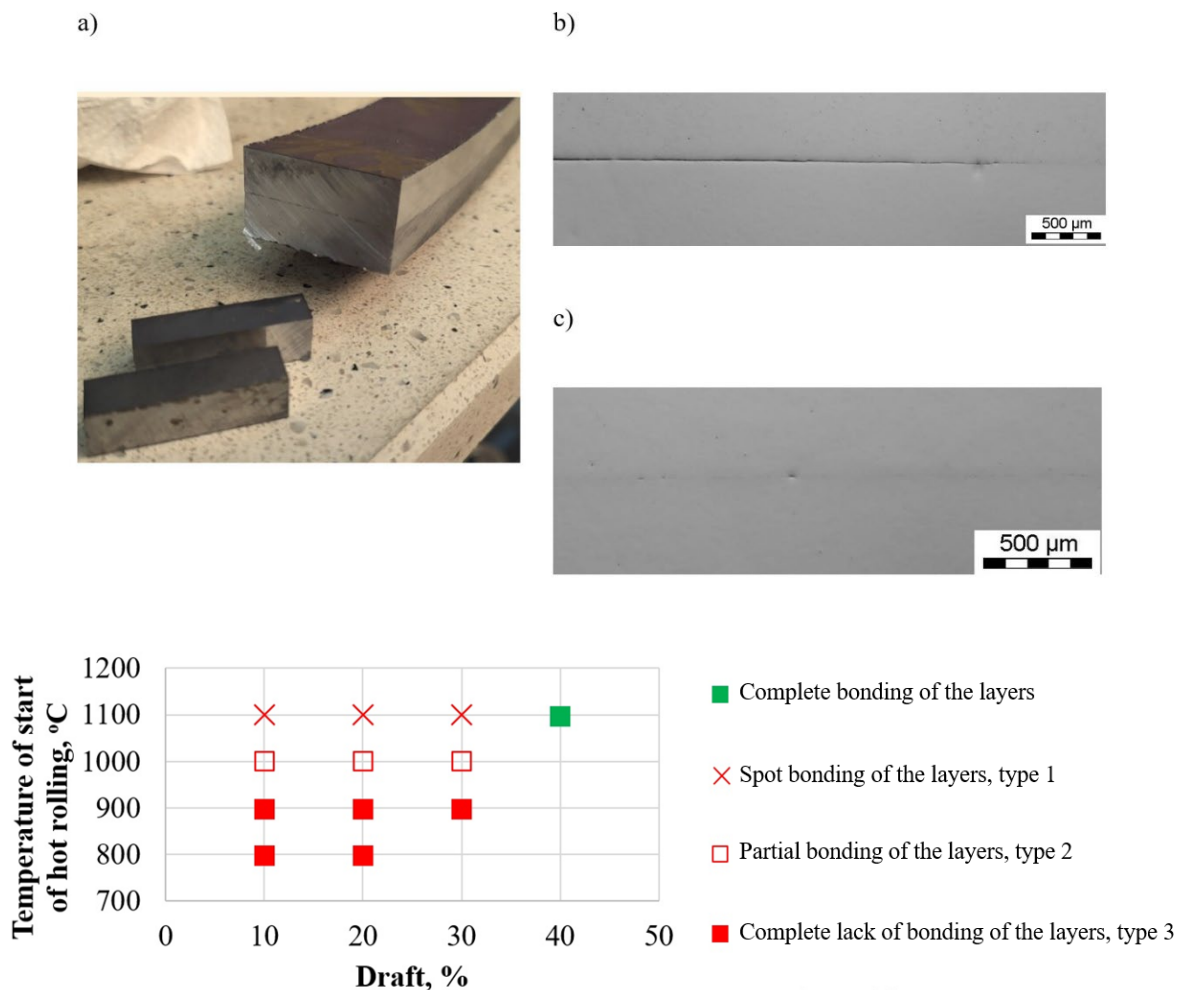 a)
b)
500 µm
c)
500 µm
Temperature of start
of hot rolling, ºC
1200
1100
1000
900
800
700
0 10 20 30 40 50
Draft, %
Complete bonding of the layers
Spot bonding of the layers, type 1
Partial bonding of the layers, type 2
Complete lack of bonding of the layers, type 3